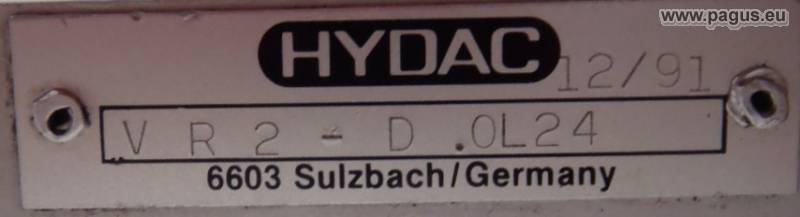 www.pagus.eu
HYDAC
12/91
V R 2 - D .0L24
6603 Sulzbach/Germany